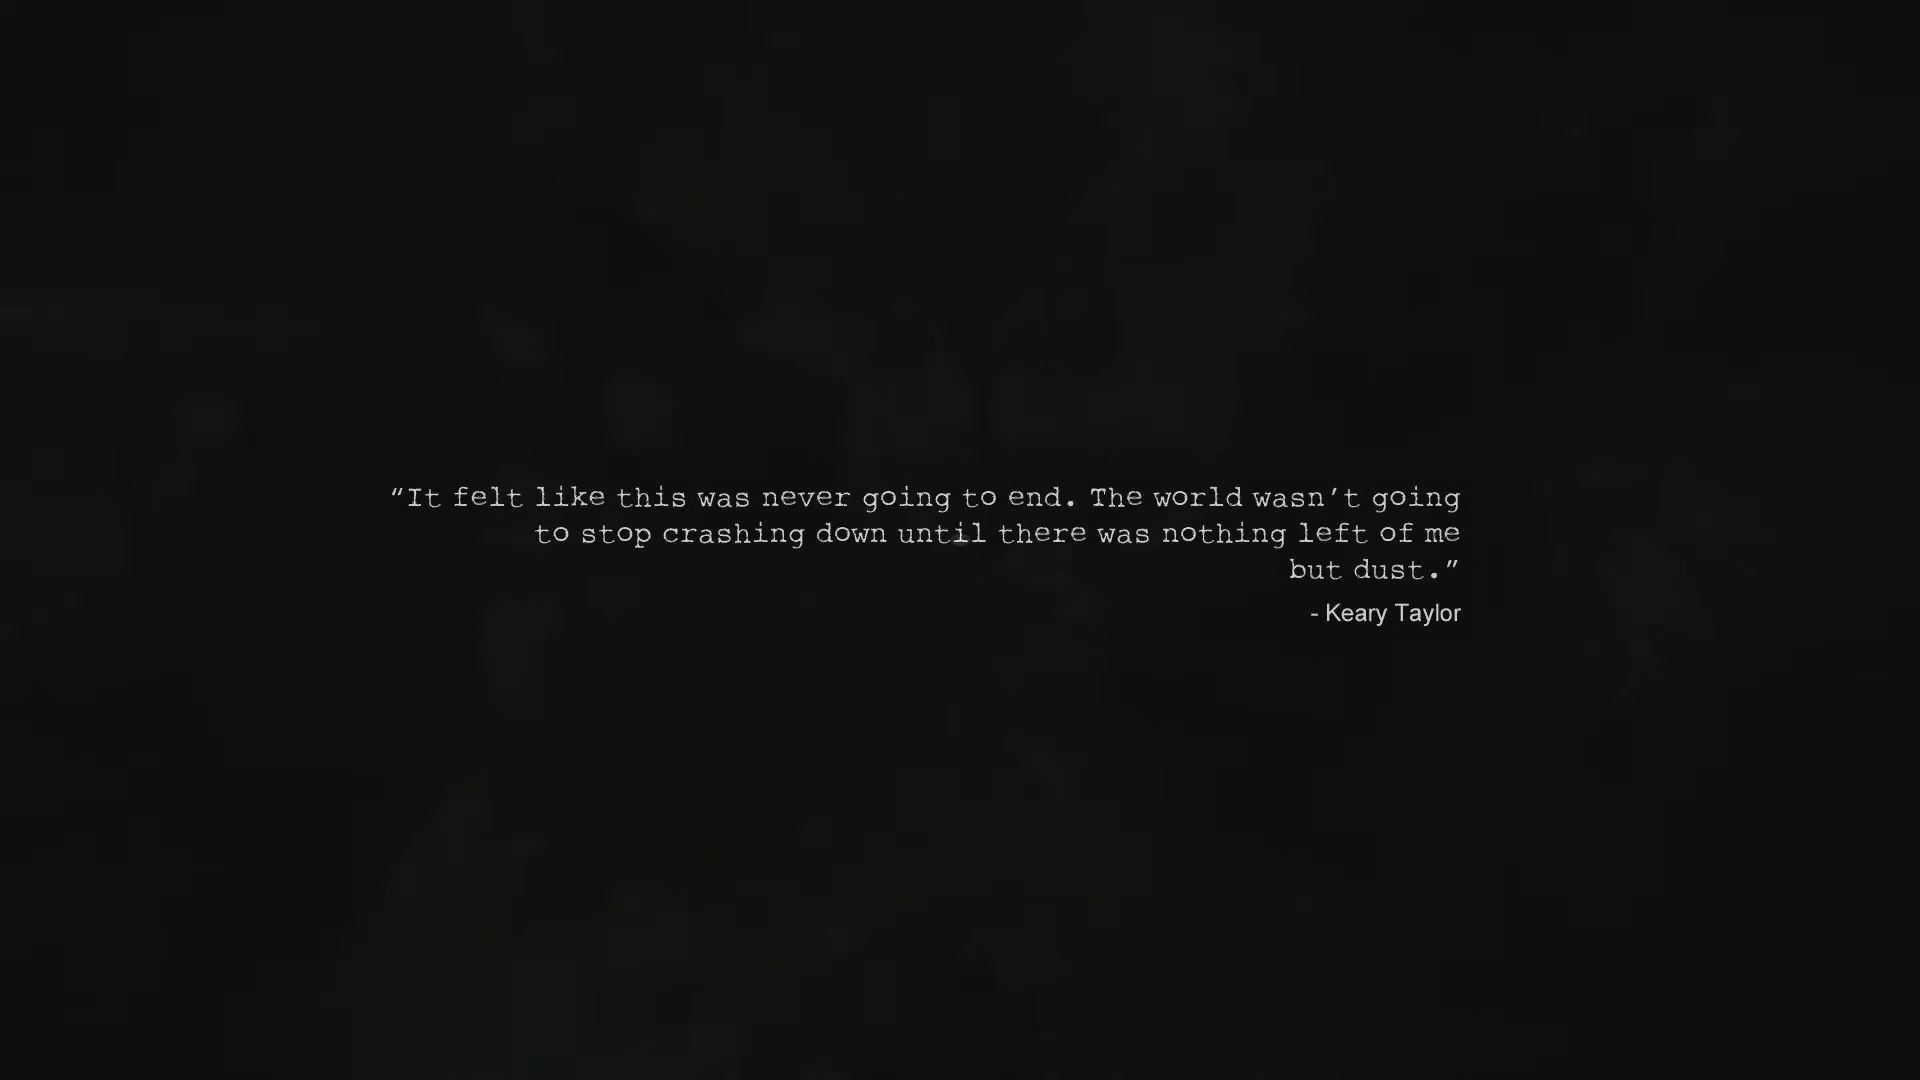 “It felt like this was never going to end. The world wasn’t going
to stop crashing down until there was nothing left of me
but dust.”
- Keary Taylor